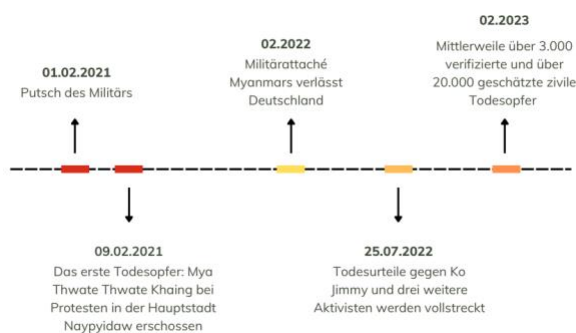 01.02.2021
Putsch des Militärs
02.2022
Militärattaché
Myanmars verlässt
Deutschland
02.2023
Mittlerweile über 3.000
verifizierte und über
20.000 geschätzte zivile
Todesopfer
09.02.2021
Das erste Todesopfer: Mya
Thwate Thwate Khaing bei
Protesten in der Hauptstadt
Naypyidaw erschossen
25.07.2022
Todesurteile gegen Ko
Jimmy und drei weitere
Aktivisten werden vollstreckt